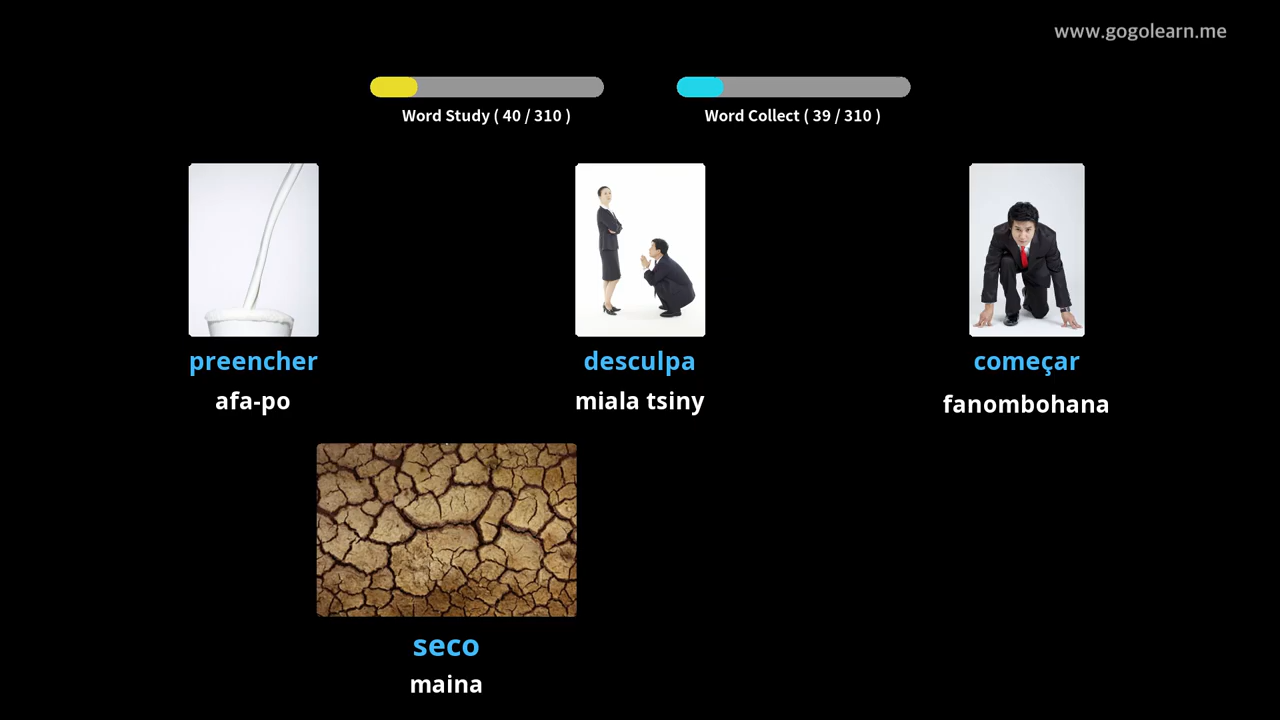 www.gogolearn.me
Word Study ( 40 / 310 )
Word Collect ( 39 / 310 )
preencher
desculpa
começar
afa-po
miala tsiny
fanombohana
seco
maina